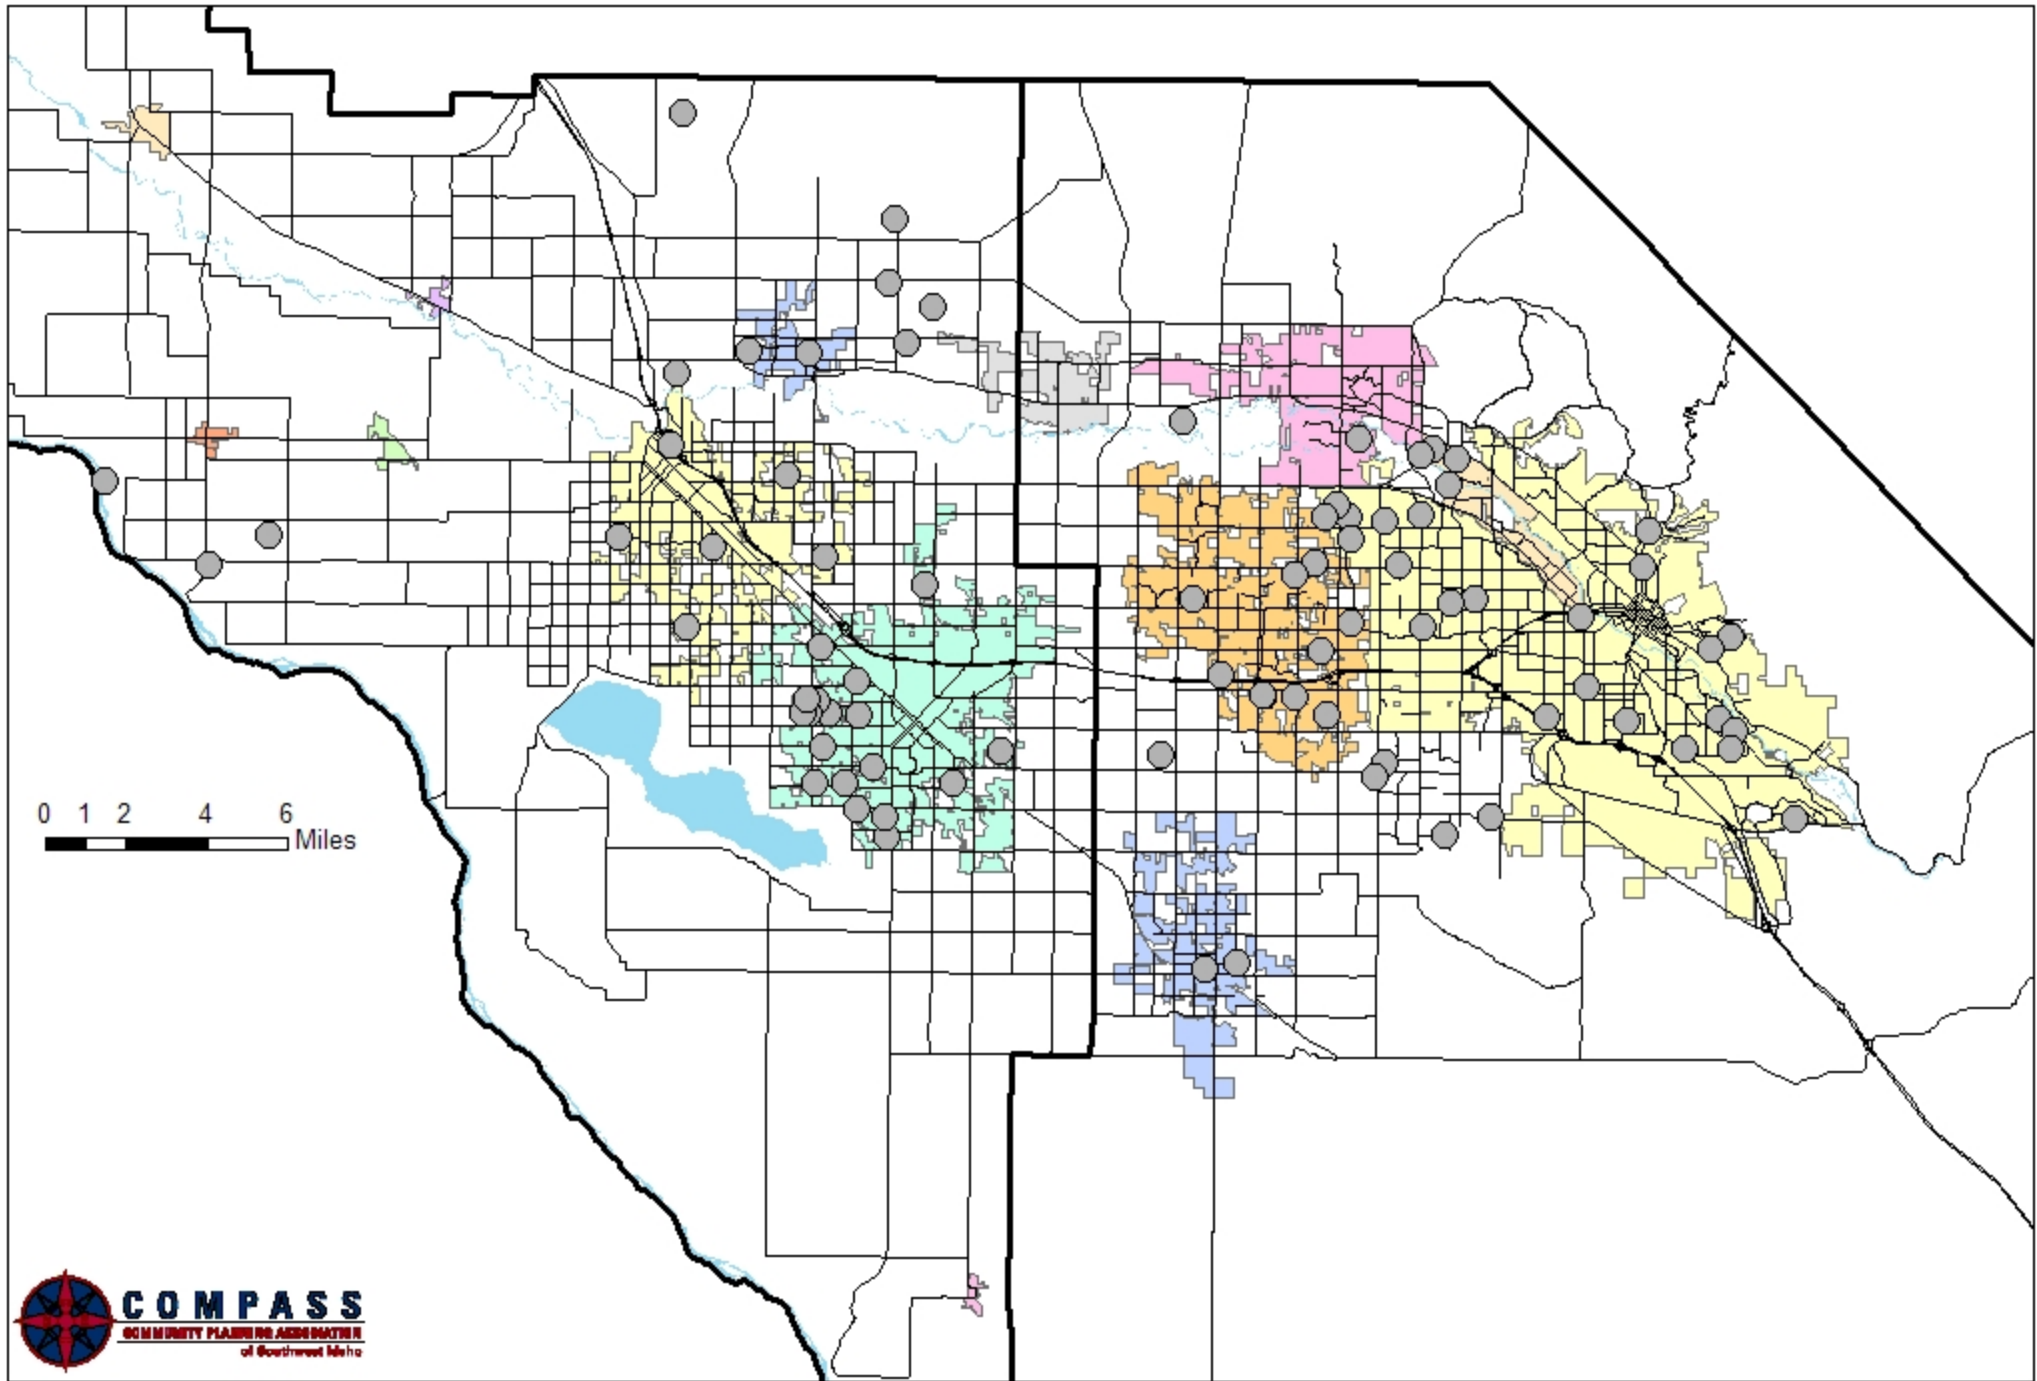 0 1 2 4 6
Miles
COMPASS
COMMUNITY PLANNING ASSOCIATION
of Southwest Idaho